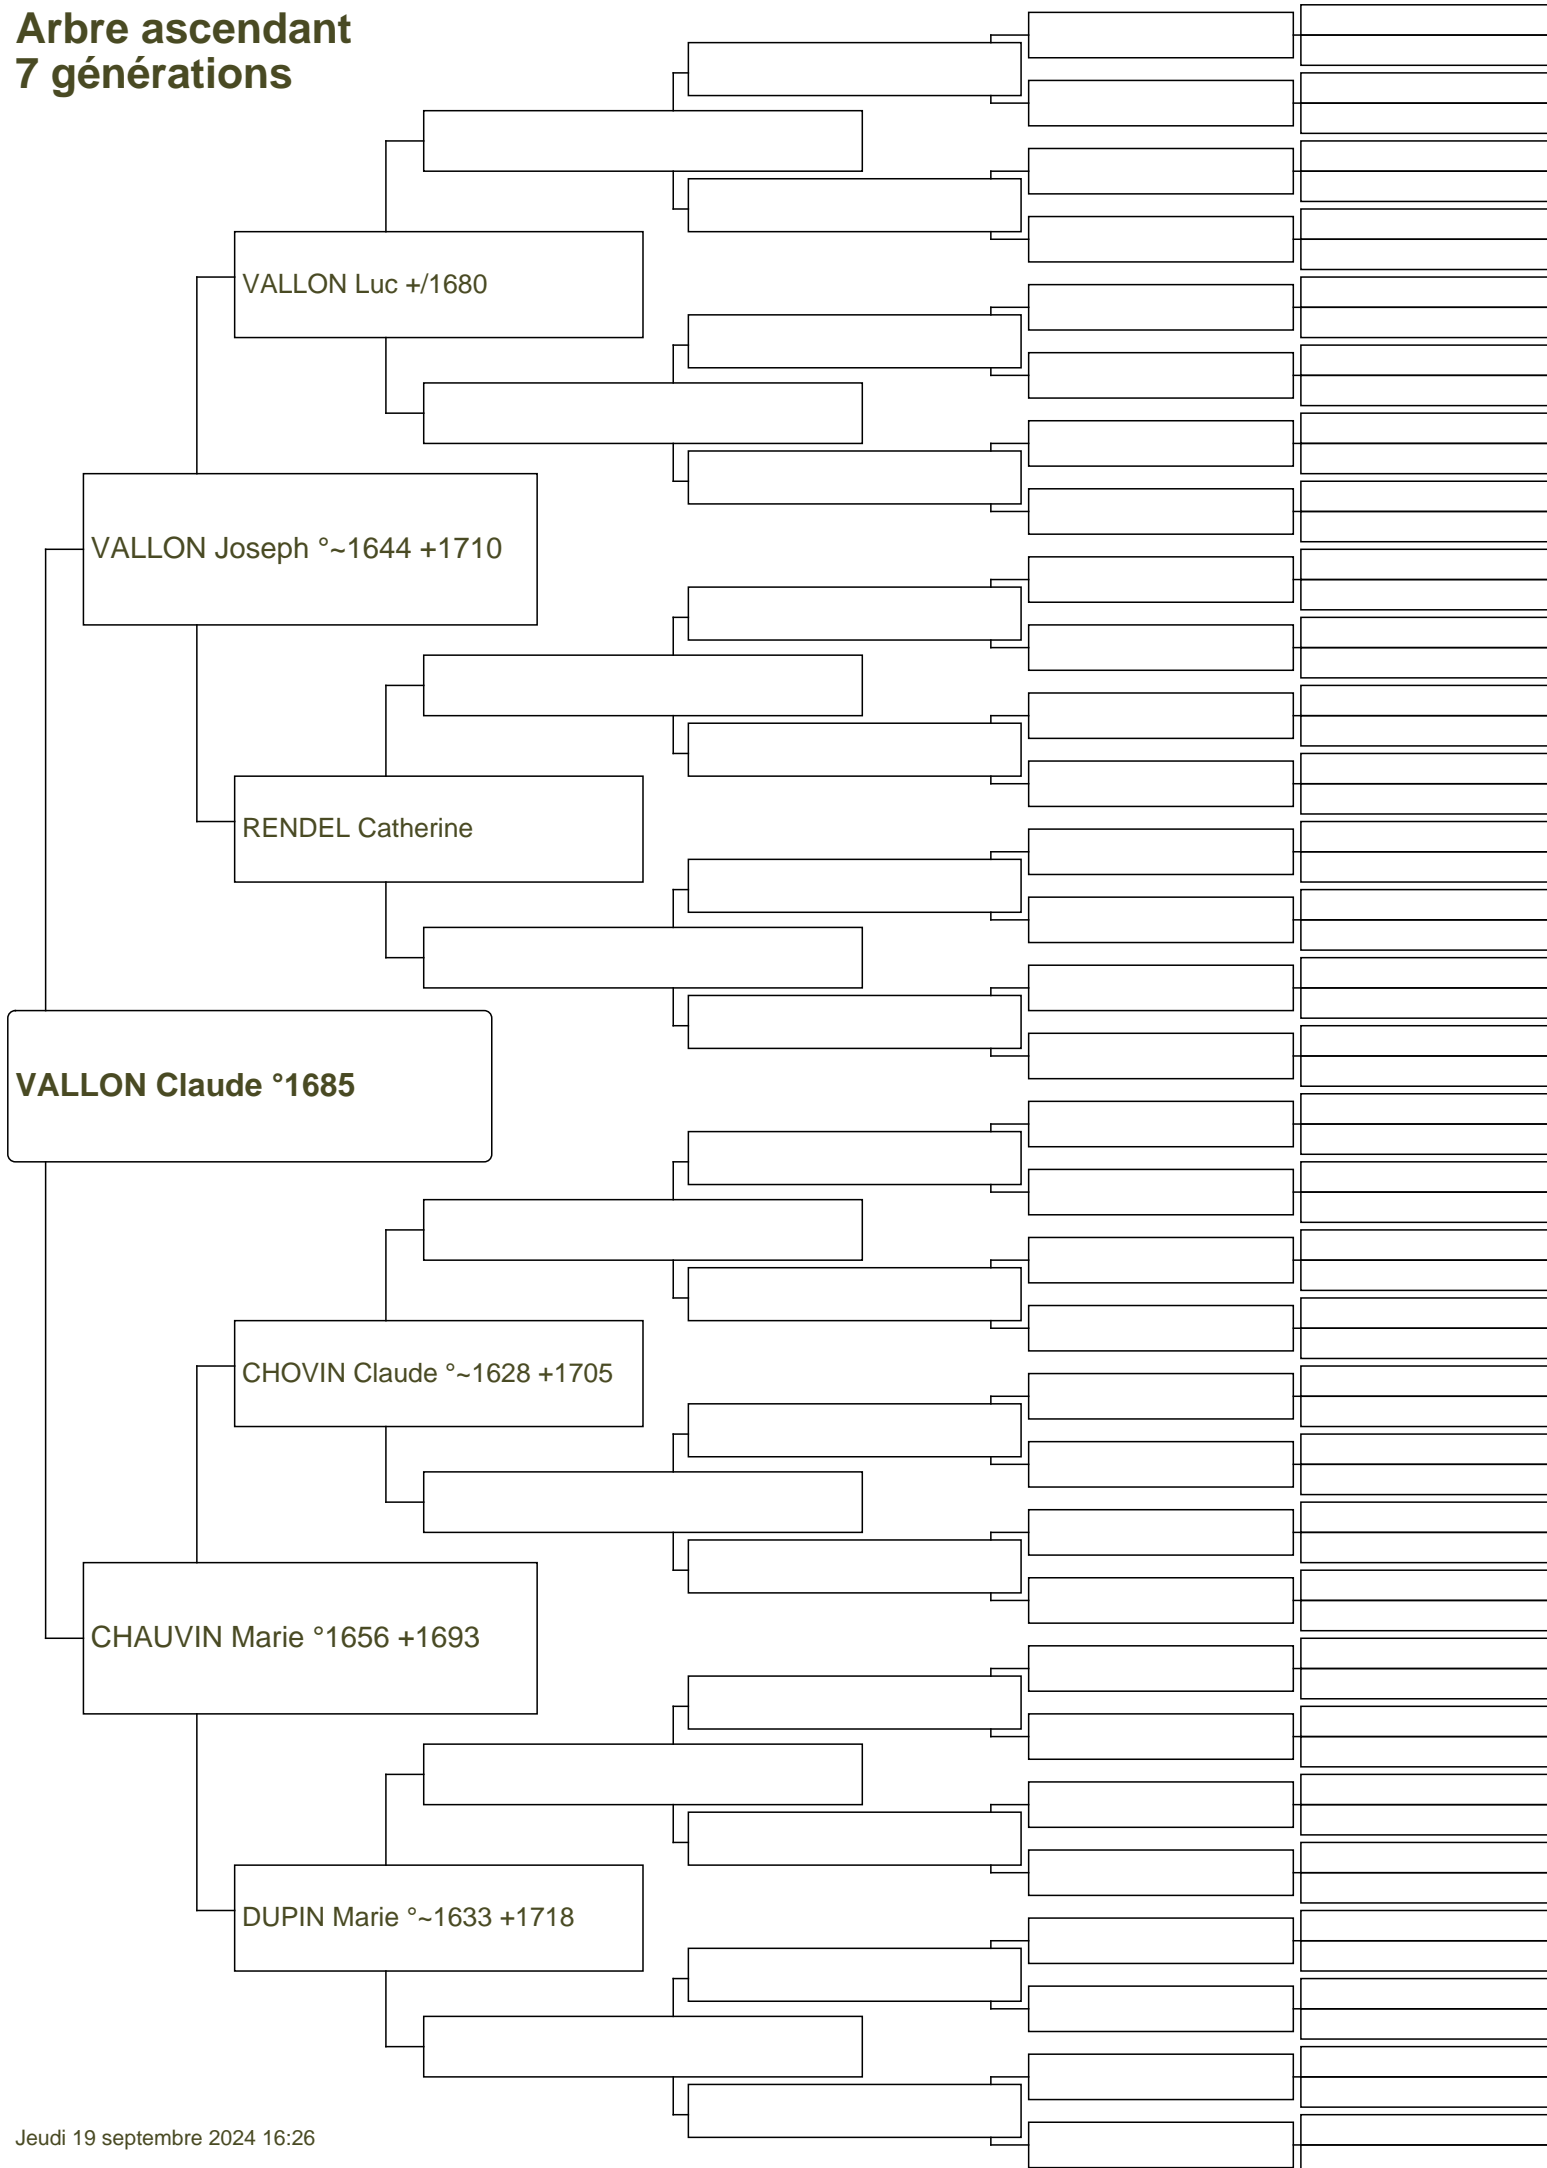 Arbre ascendant
7 générations
VALLON Luc +/1680
VALLON Joseph °~1644 +1710
RENDEL Catherine
VALLON Claude °1685
CHOVIN Claude °~1628 +1705
CHAUVIN Marie °1656 +1693
DUPIN Marie °~1633 +1718
Jeudi 19 septembre 2024 16:26